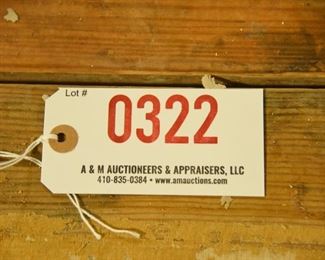 Lot #
0322
A & M AUCTIONEERS & APPRAISERS, LLC
410-835-0384 • www.amauctions.com